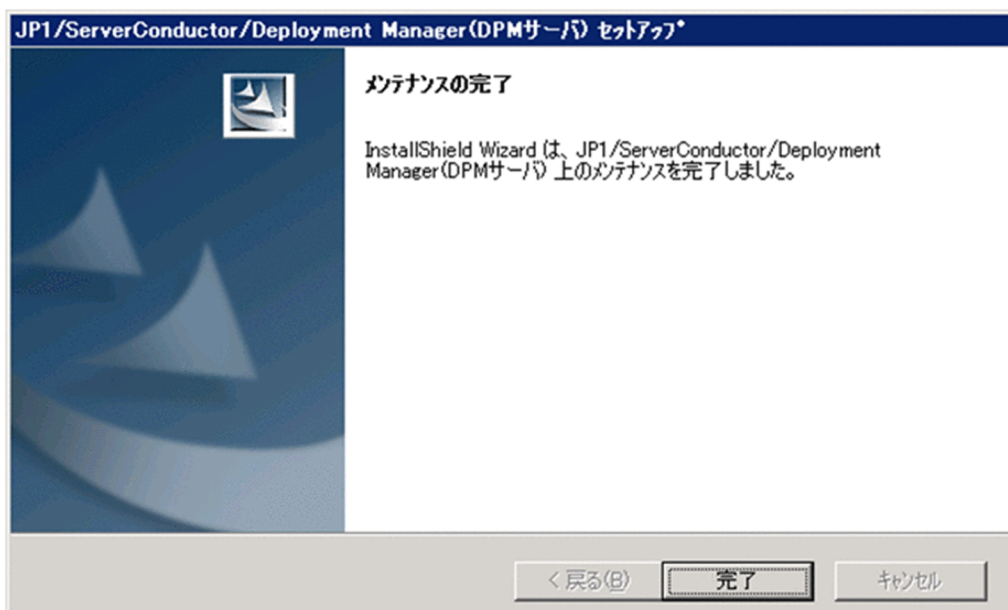 JP1/ServerConductor/Deployment Manager(DPMサーバ) ｾｯﾄｱｯﾌﾟ
ﾒﾝﾃﾅﾝｽの完了
InstallShield Wizard は、JP1/ServerConductor/Deployment
Manager(DPMサーバ) 上のﾒﾝﾃﾅﾝｽを完了しました。
< 戻る(B) 完了 ｷｬﾝｾﾙ